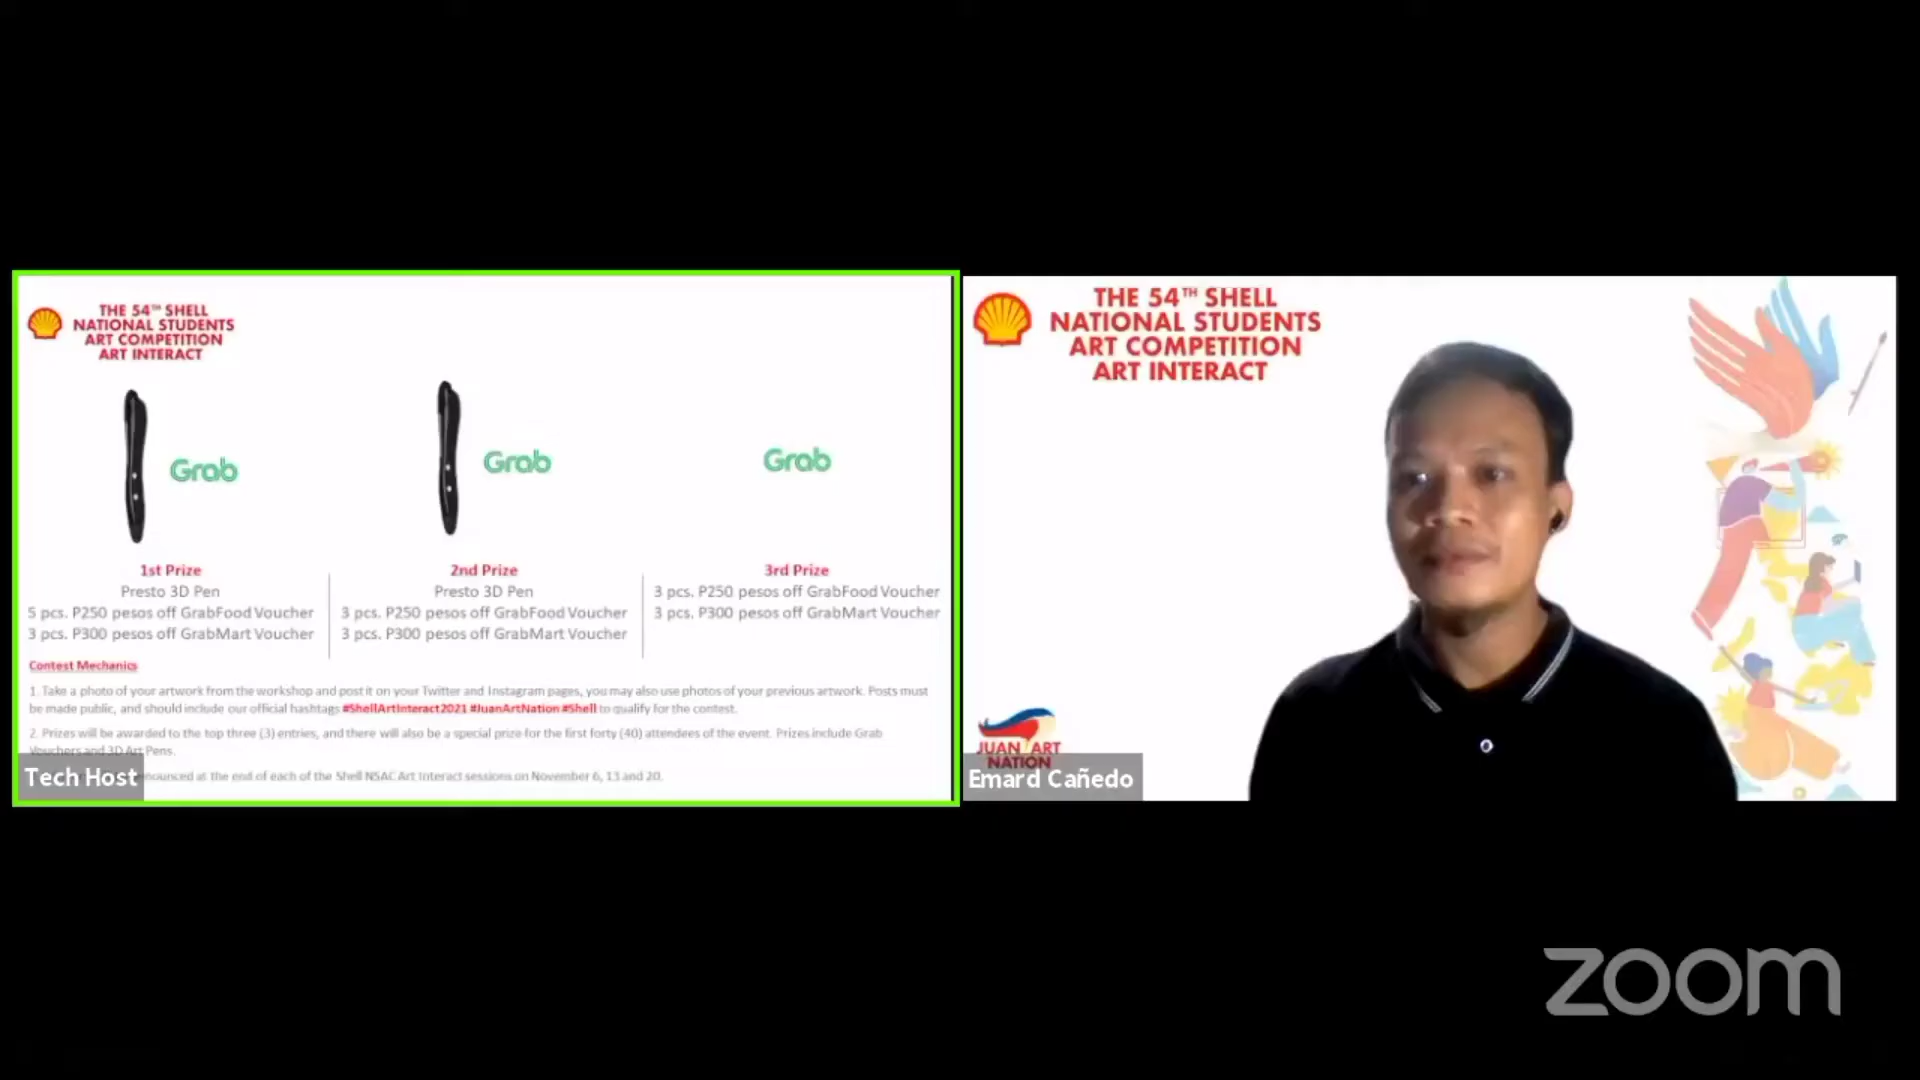 THE 54TH SHELL
NATIONAL STUDENTS
ART COMPETITION
ART INTERACT
Grab
Grab
Grab
1st Prize
Presto 3D Pen
5 pcs. P250 pesos off GrabFood Voucher
3 pcs. P300 pesos off GrabMart Voucher
2nd Prize
Presto 3D Pen
3 pcs. P250 pesos off GrabFood Voucher
3 pcs. P300 pesos off GrabMart Voucher
3rd Prize
3 pcs. P250 pesos off GrabFood Voucher
3 pcs. P300 pesos off GrabMart Voucher
Contest Mechanics
1. Take a photo of your artwork from the workshop and post it on your Twitter and Instagram pages, you may also use photos of your previous artwork. Posts must
be made public, and should include our official hashtags #ShellArtInteract2021 #JuanArtNation #Shell to qualify for the contest.
2. Prizes will be awarded to the top three (3) entries, and there will also be a special prize for the first forty (40) attendees of the event. Prizes include Grab
Vouchers and 3D Art Pens.
at the end of each of the Shell NSAC Art Interact sessions on November 6, 13 and 20.
Tech Host
THE 54TH SHELL
NATIONAL STUDENTS
ART COMPETITION
ART INTERACT
JUAN ART
NATION
Emard Cañedo
zoom